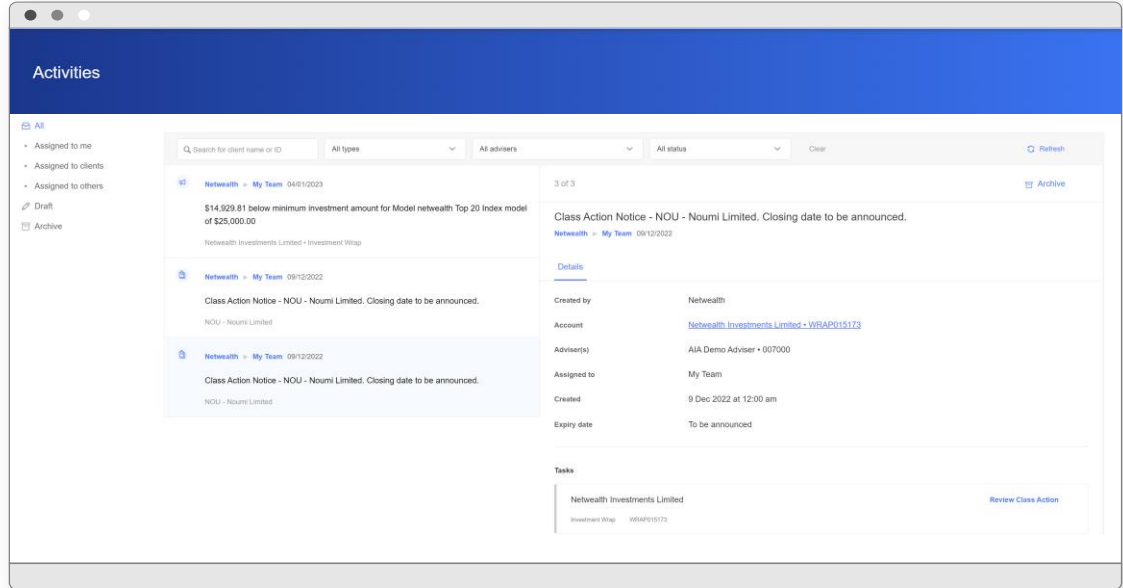 Activities
All
Assigned to me
Assigned to clients
Assigned to others
Draft
Archive
Search for client name or ID
All types
All advisers
All status
Clear
Refresh
Netwealth ▸ My Team 04/01/2023
$14,929.81 below minimum investment amount for Model netwealth Top 20 Index model
of $25,000.00
Netwealth Investments Limited • Investment Wrap
Netwealth ▸ My Team 09/12/2022
Class Action Notice - NOU - Noumi Limited. Closing date to be announced.
NOU - Noumi Limited
Netwealth ▸ My Team 09/12/2022
Class Action Notice - NOU - Noumi Limited. Closing date to be announced.
NOU - Noumi Limited
3 of 3
Archive
Class Action Notice - NOU - Noumi Limited. Closing date to be announced.
Netwealth ▸ My Team 09/12/2022
Details
Created by Netwealth
Account Netwealth Investments Limited • WRAP015173
Adviser(s) AIA Demo Adviser • 007000
Assigned to My Team
Created 9 Dec 2022 at 12:00 am
Expiry date To be announced
Tasks
Netwealth Investments Limited
Review Class Action
Investment Wrap WRAP015173